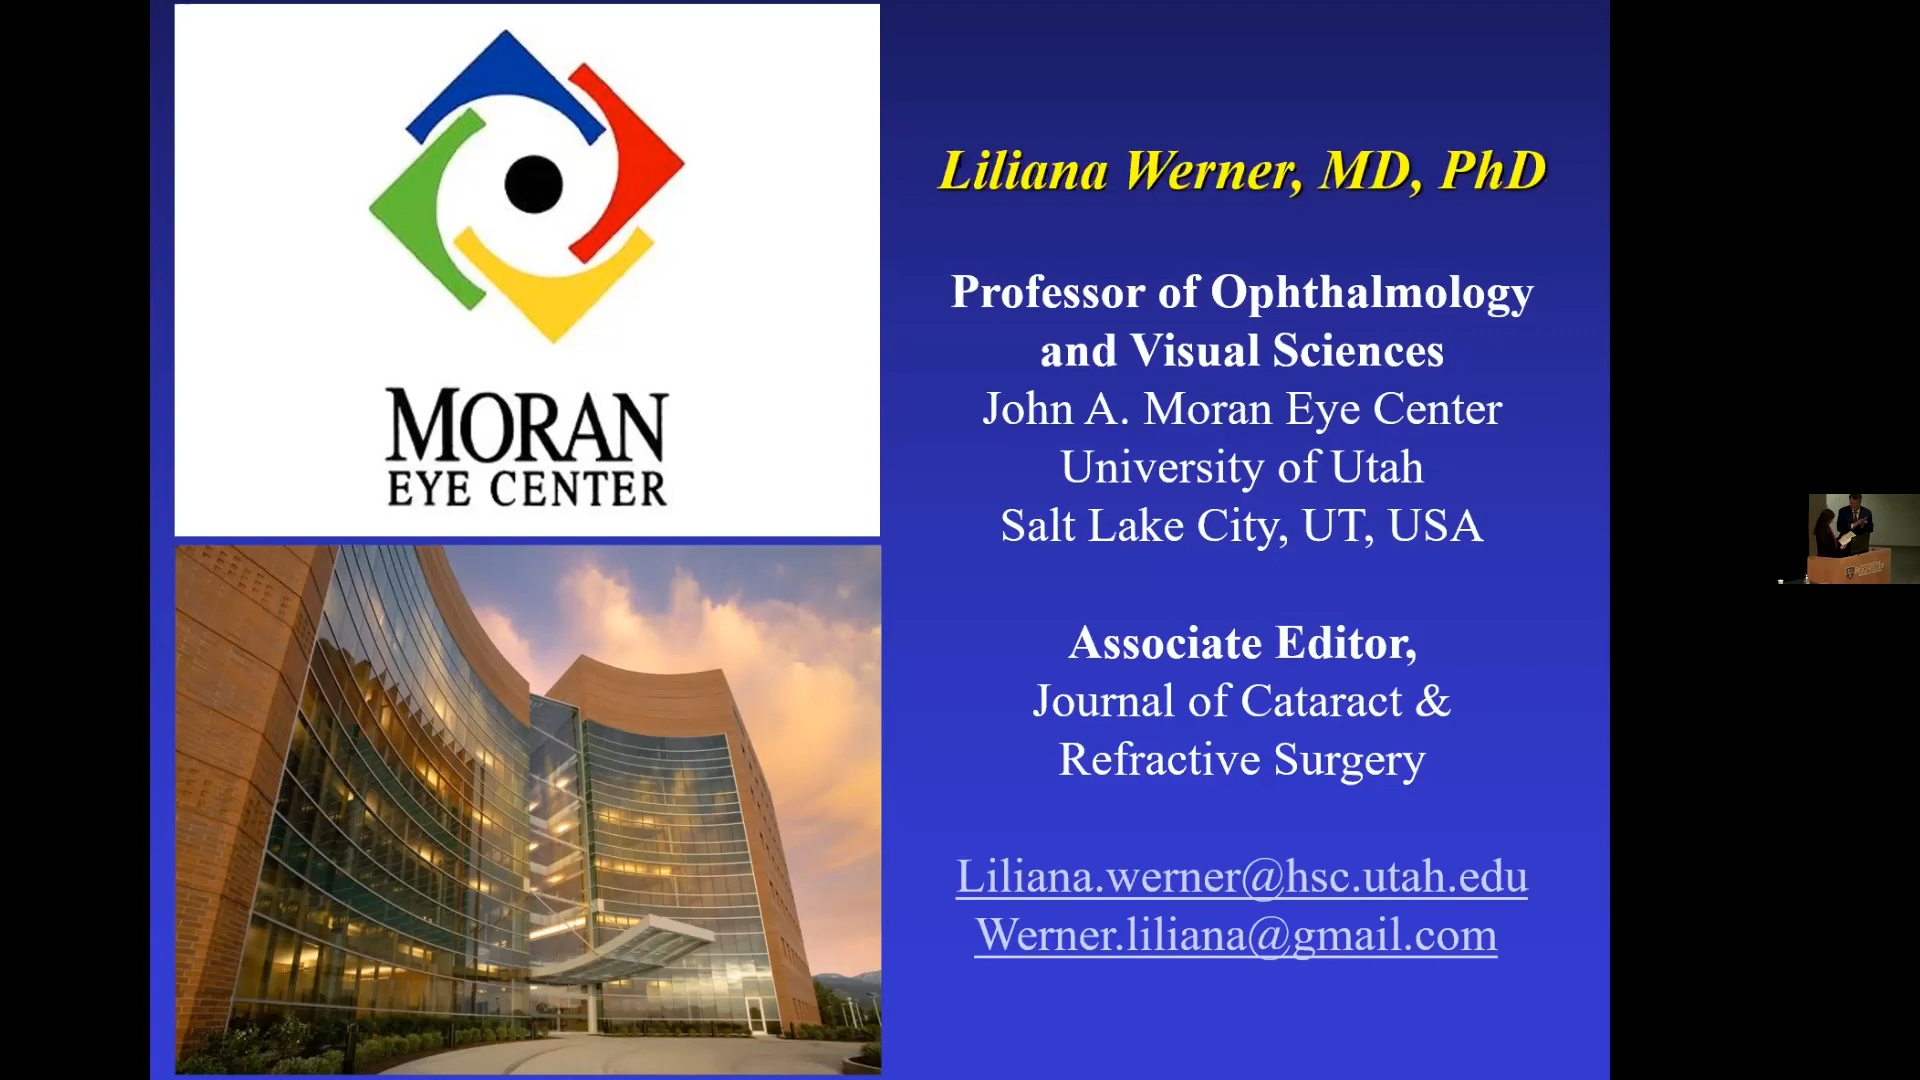 MORAN
EYE CENTER
Liliana Werner, MD, PhD
Professor of Ophthalmology
and Visual Sciences
John A. Moran Eye Center
University of Utah
Salt Lake City, UT, USA
Associate Editor,
Journal of Cataract &
Refractive Surgery
Liliana.werner@hsc.utah.edu
Werner.liliana@gmail.com